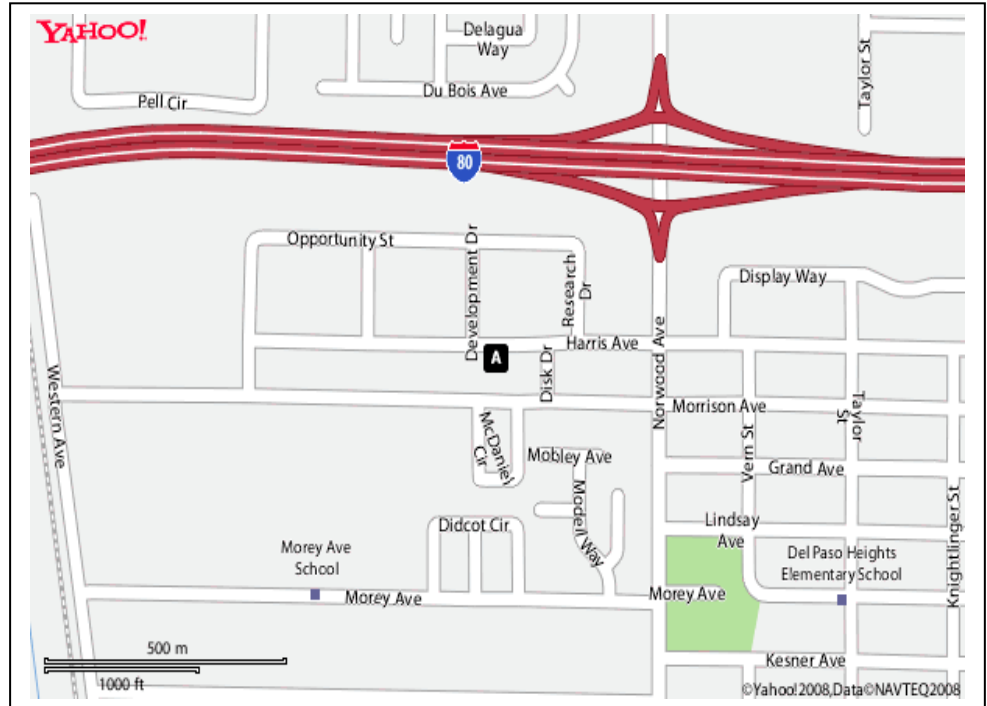 YAHOO!
Delagua
Way
Taylor St
Du Bois Ave
Pell Cir
80
Opportunity St
Development Dr
Research
Dr
Display Way
Harris Ave
A
Disk Dr
Norwood Ave
Western Ave
Morrison Ave
Taylor
St
McDaniel
Cir
Mobley Ave
Vern St
Grand Ave
Modell Way
Knightlinger St
Didcot Cir
Lindsay
Ave
Morey Ave
School
Del Paso Heights
Elementary School
Morey Ave
Morey Ave
500 m
1000 ft
Kesner Ave
©Yahoo!2008,Data©NAVTEQ2008